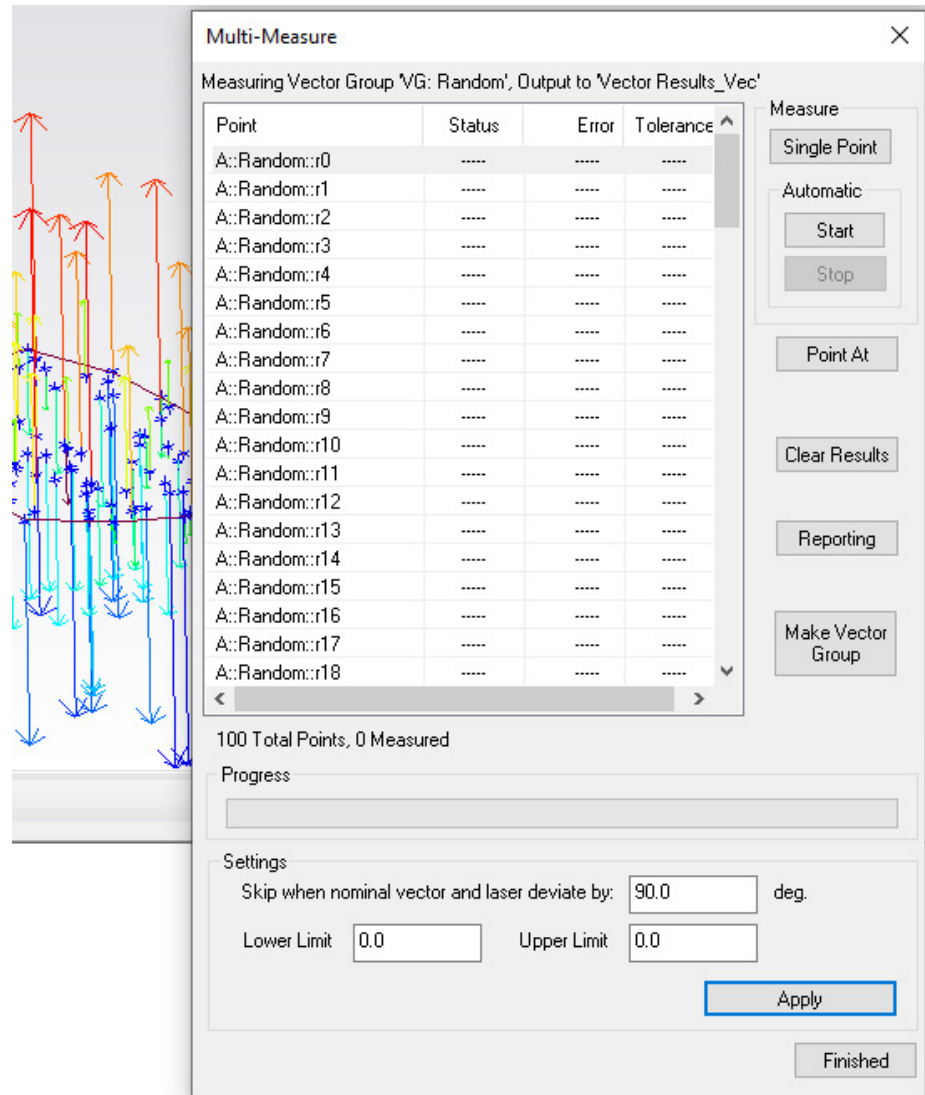 Multi-Measure
Measuring Vector Group 'VG: Random', Output to 'Vector Results_Vec'
Point Status Error Tolerance
A::Random::r0 ----- ----- -----
A::Random::r1 ----- ----- -----
A::Random::r2 ----- ----- -----
A::Random::r3 ----- ----- -----
A::Random::r4 ----- ----- -----
A::Random::r5 ----- ----- -----
A::Random::r6 ----- ----- -----
A::Random::r7 ----- ----- -----
A::Random::r8 ----- ----- -----
A::Random::r9 ----- ----- -----
A::Random::r10 ----- ----- -----
A::Random::r11 ----- ----- -----
A::Random::r12 ----- ----- -----
A::Random::r13 ----- ----- -----
A::Random::r14 ----- ----- -----
A::Random::r15 ----- ----- -----
A::Random::r16 ----- ----- -----
A::Random::r17 ----- ----- -----
A::Random::r18 ----- ----- -----
Measure
Single Point
Automatic
Start
Stop
Point At
Clear Results
Reporting
Make Vector
Group
100 Total Points, 0 Measured
Progress
Settings
Skip when nominal vector and laser deviate by: 90.0 deg.
Lower Limit 0.0 Upper Limit 0.0
Apply
Finished